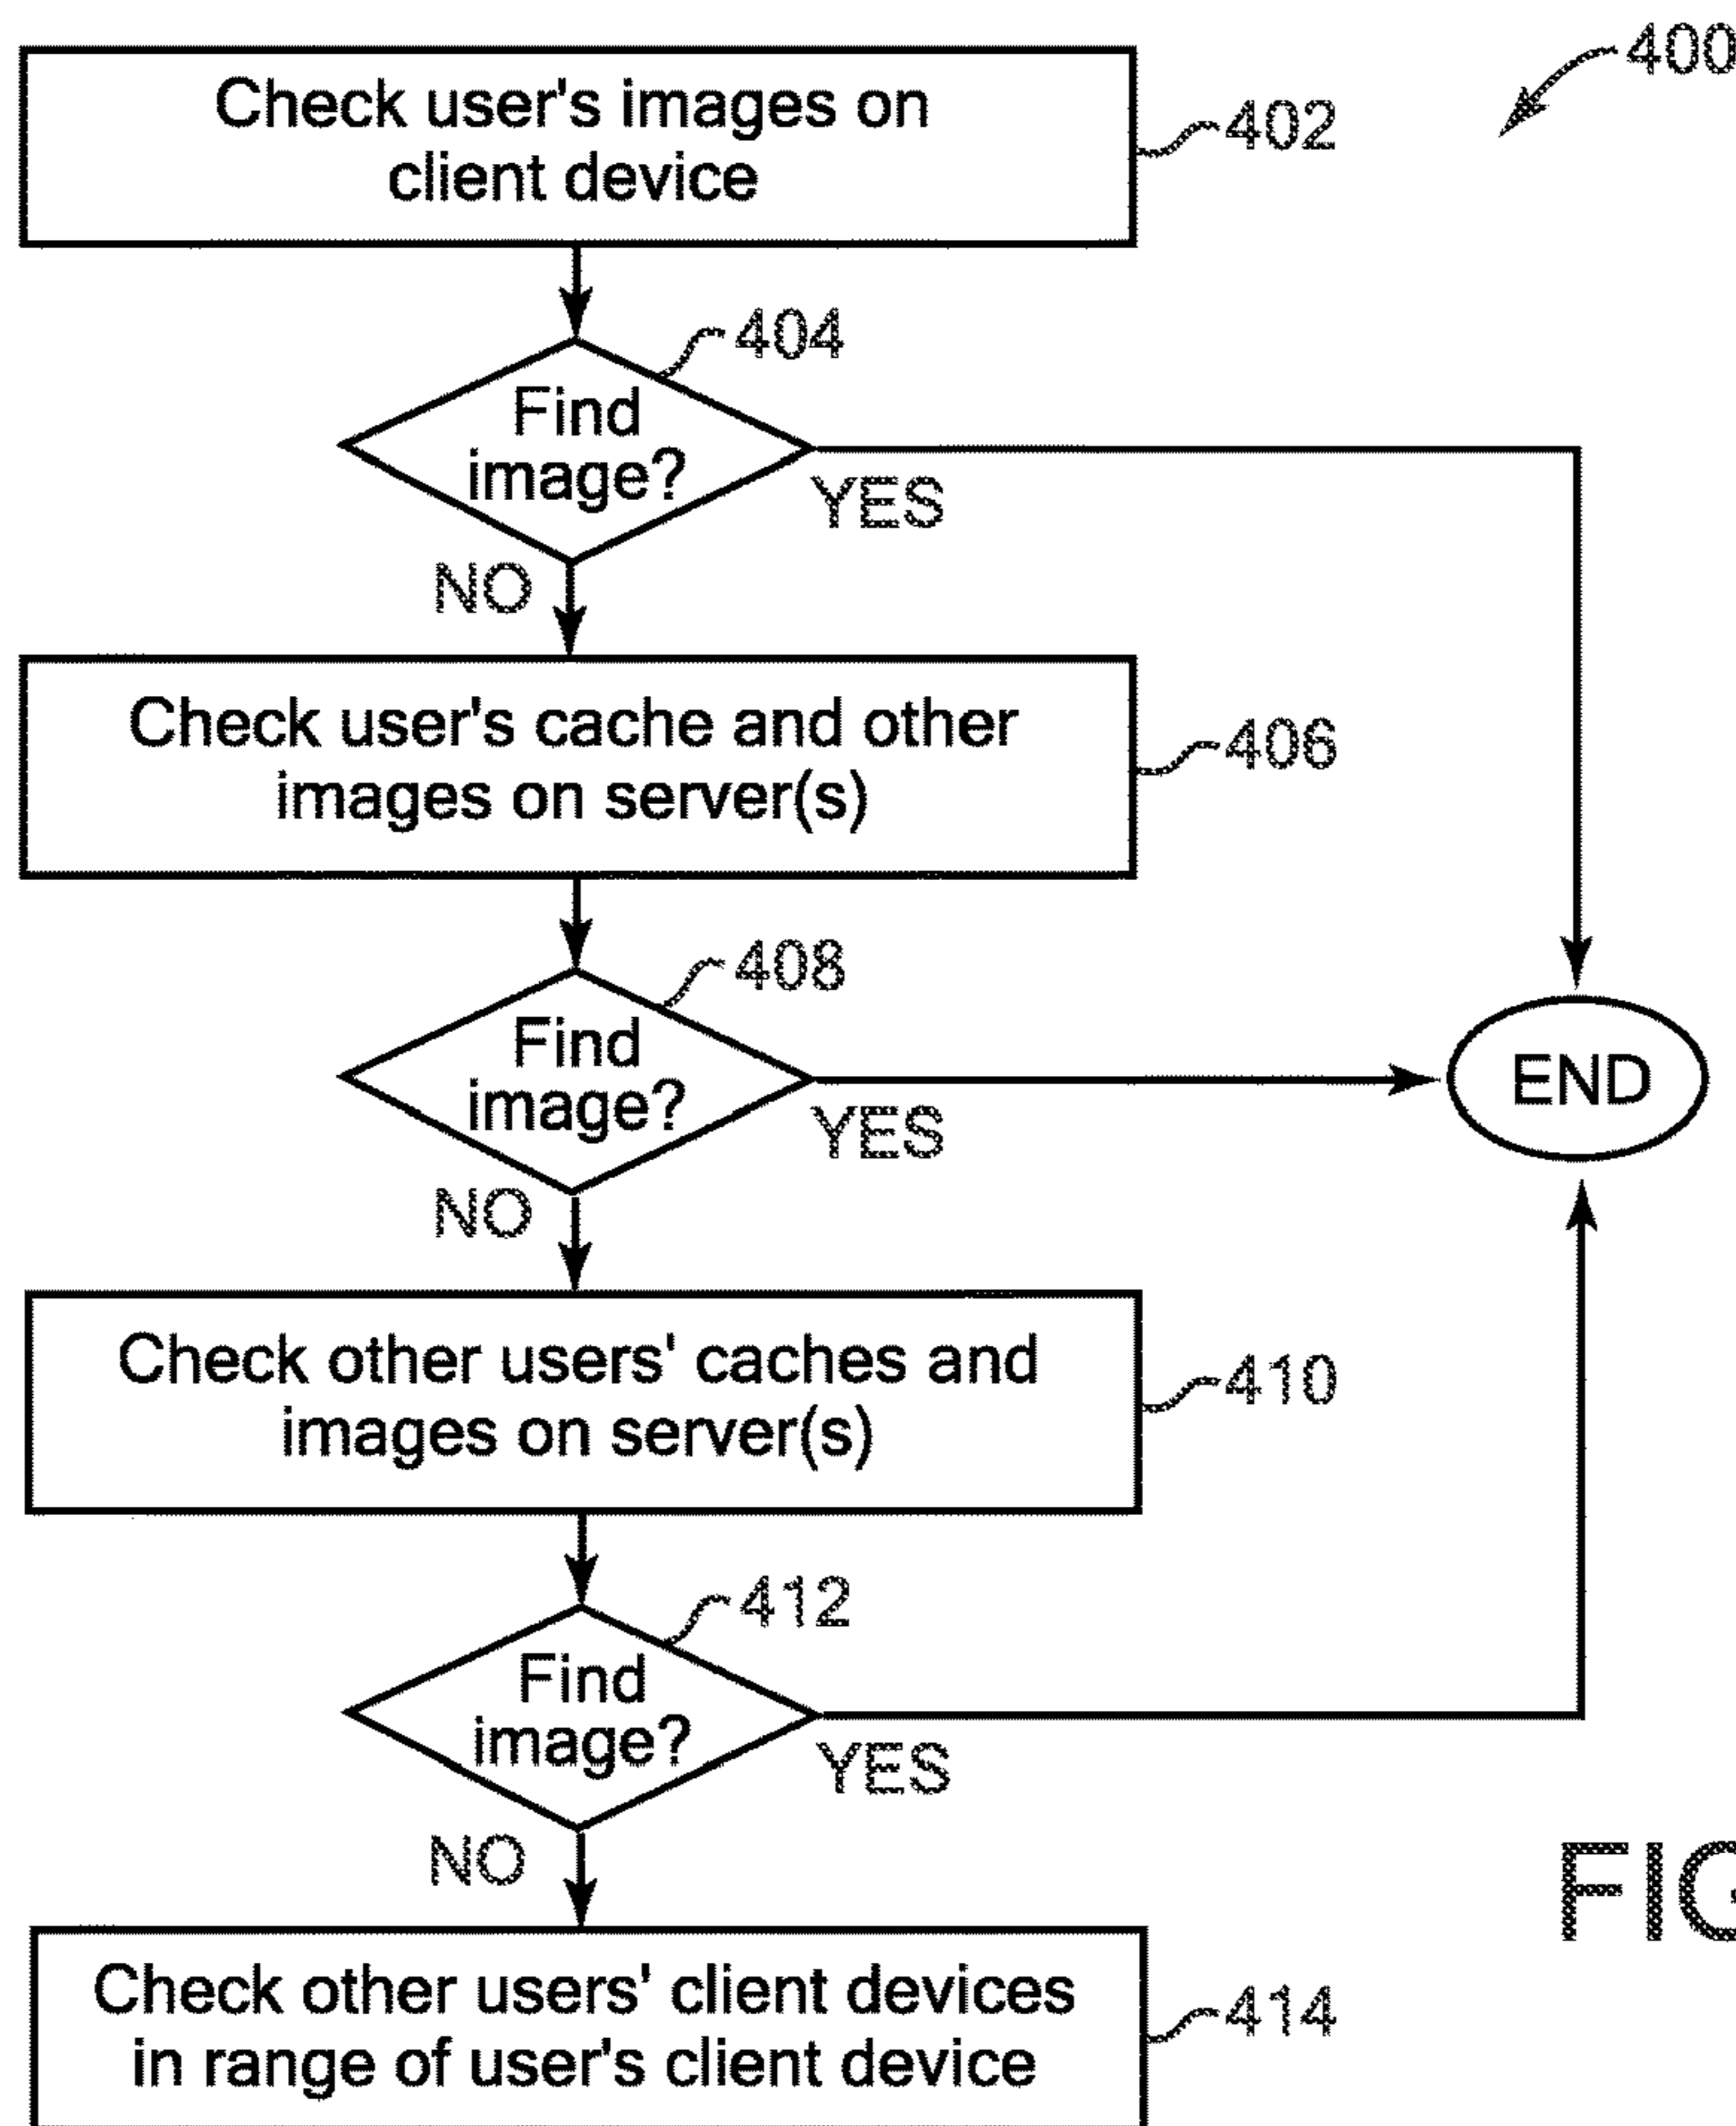 400
Check user's images on
client device
402
404
Find
image?
YES
NO
Check user's cache and other
images on server(s)
406
408
Find
image?
YES
END
NO
Check other users' caches and
images on server(s)
410
412
Find
image?
YES
NO
Check other users' client devices
in range of user's client device
414